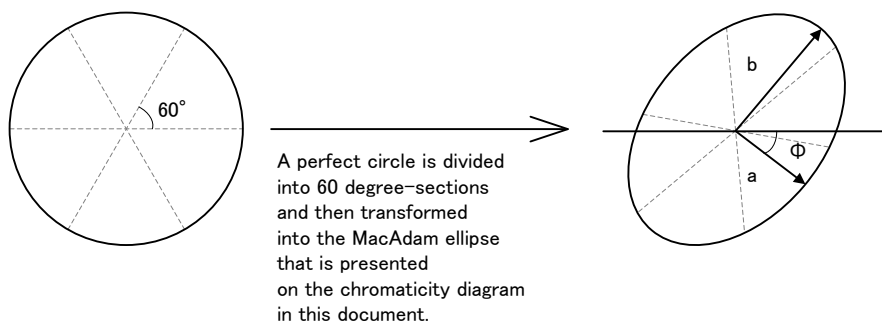 60°
A perfect circle is divided
into 60 degree-sections
and then transformed
into the MacAdam ellipse
that is presented
on the chromaticity diagram
in this document.
b
Φ
a